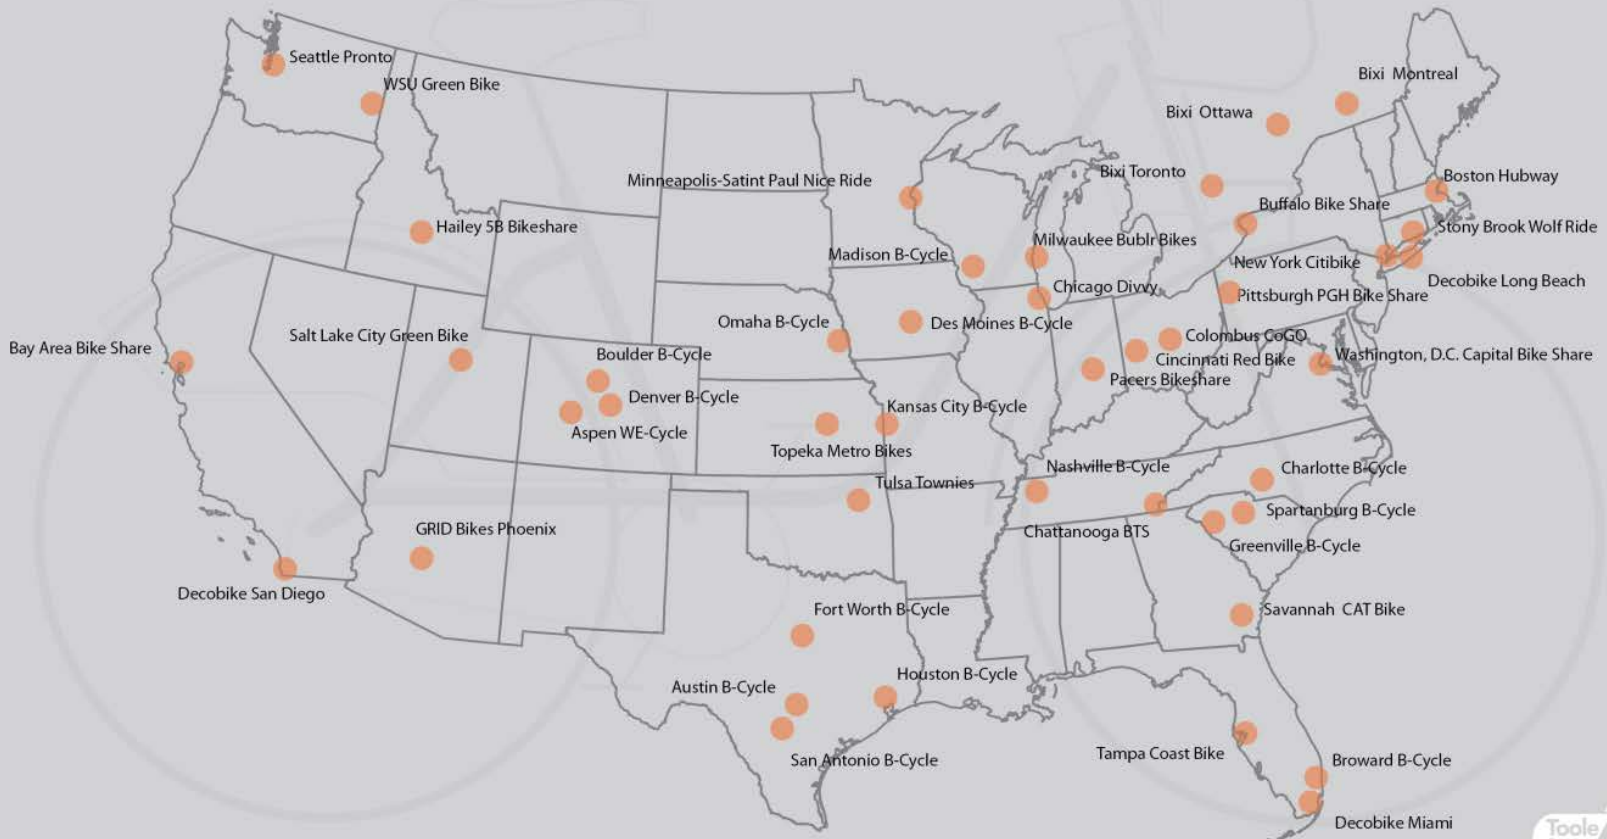 Seattle Pronto
WSU Green Bike
Bixi Montreal
Bixi Ottawa
Minneapolis-Satint Paul Nice Ride
Bixi Toronto
Boston Hubway
Hailey 5B Bikeshare
Buffalo Bike Share
Stony Brook Wolf Ride
Madison B-Cycle
Milwaukee Bublr Bikes
New York Citibike
Decobike Long Beach
Chicago Divvy
Pittsburgh PGH Bike Share
Omaha B-Cycle
Des Moines B-Cycle
Salt Lake City Green Bike
Colombus CoGO
Bay Area Bike Share
Boulder B-Cycle
Cincinnati Red Bike
Washington, D.C. Capital Bike Share
Pacers Bikeshare
Denver B-Cycle
Kansas City B-Cycle
Aspen WE-Cycle
Topeka Metro Bikes
Nashville B-Cycle
Charlotte B-Cycle
Tulsa Townies
Spartanburg B-Cycle
GRID Bikes Phoenix
Chattanooga BTS
Greenville B-Cycle
Decobike San Diego
Fort Worth B-Cycle
Savannah CAT Bike
Houston B-Cycle
Austin B-Cycle
San Antonio B-Cycle
Tampa Coast Bike
Broward B-Cycle
Decobike Miami
Toole